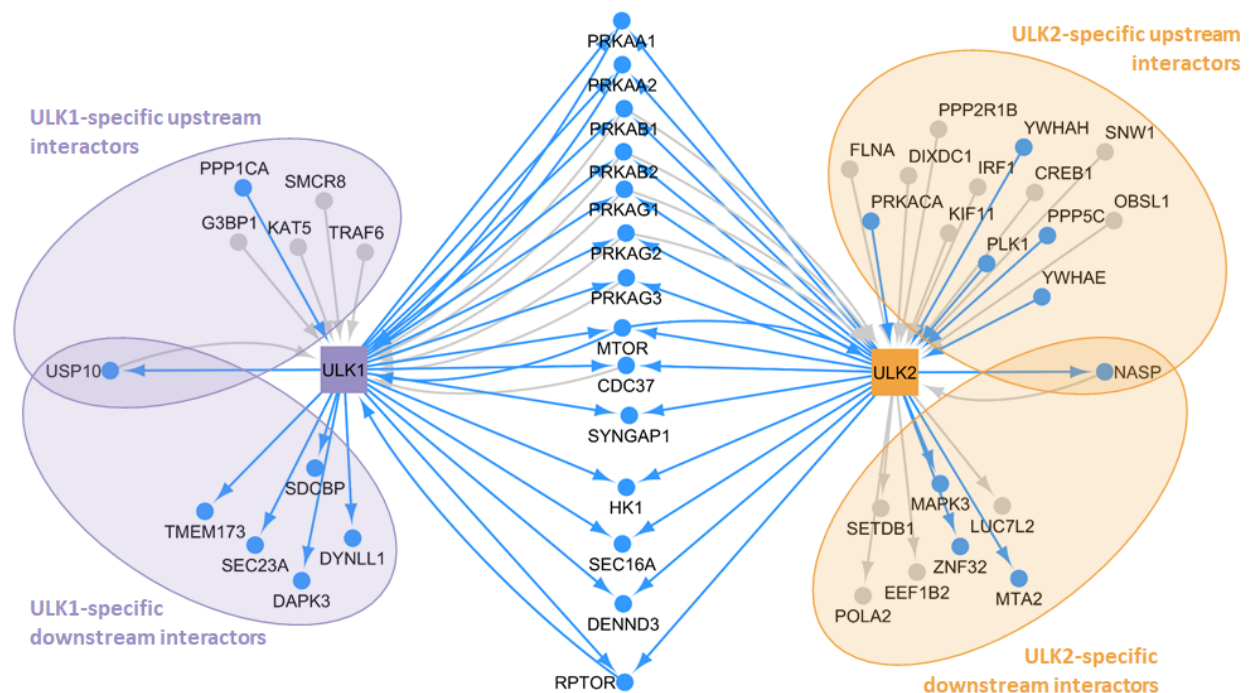 ULK1-specific upstream
interactors
PPP1CA
SMCR8
G3BP1
KAT5
TRAF6
USP10
ULK1
SDCBP
TMEM173
SEC23A
DYNLL1
DAPK3
ULK1-specific
downstream interactors
PRKAA1
PRKAA2
PRKAB1
PRKAB2
PRKAG1
PRKAG2
PRKAG3
MTOR
CDC37
SYNGAP1
HK1
SEC16A
DENND3
RPTOR
ULK2-specific upstream
interactors
PPP2R1B
YWHAH
SNW1
FLNA
DIXDC1
IRF1
CREB1
PRKACA
KIF11
PPP5C
OBSL1
PLK1
YWHAE
ULK2
NASP
MAPK3
SETDB1
LUC7L2
ZNF32
EEF1B2
MTA2
POLA2
ULK2-specific
downstream interactors